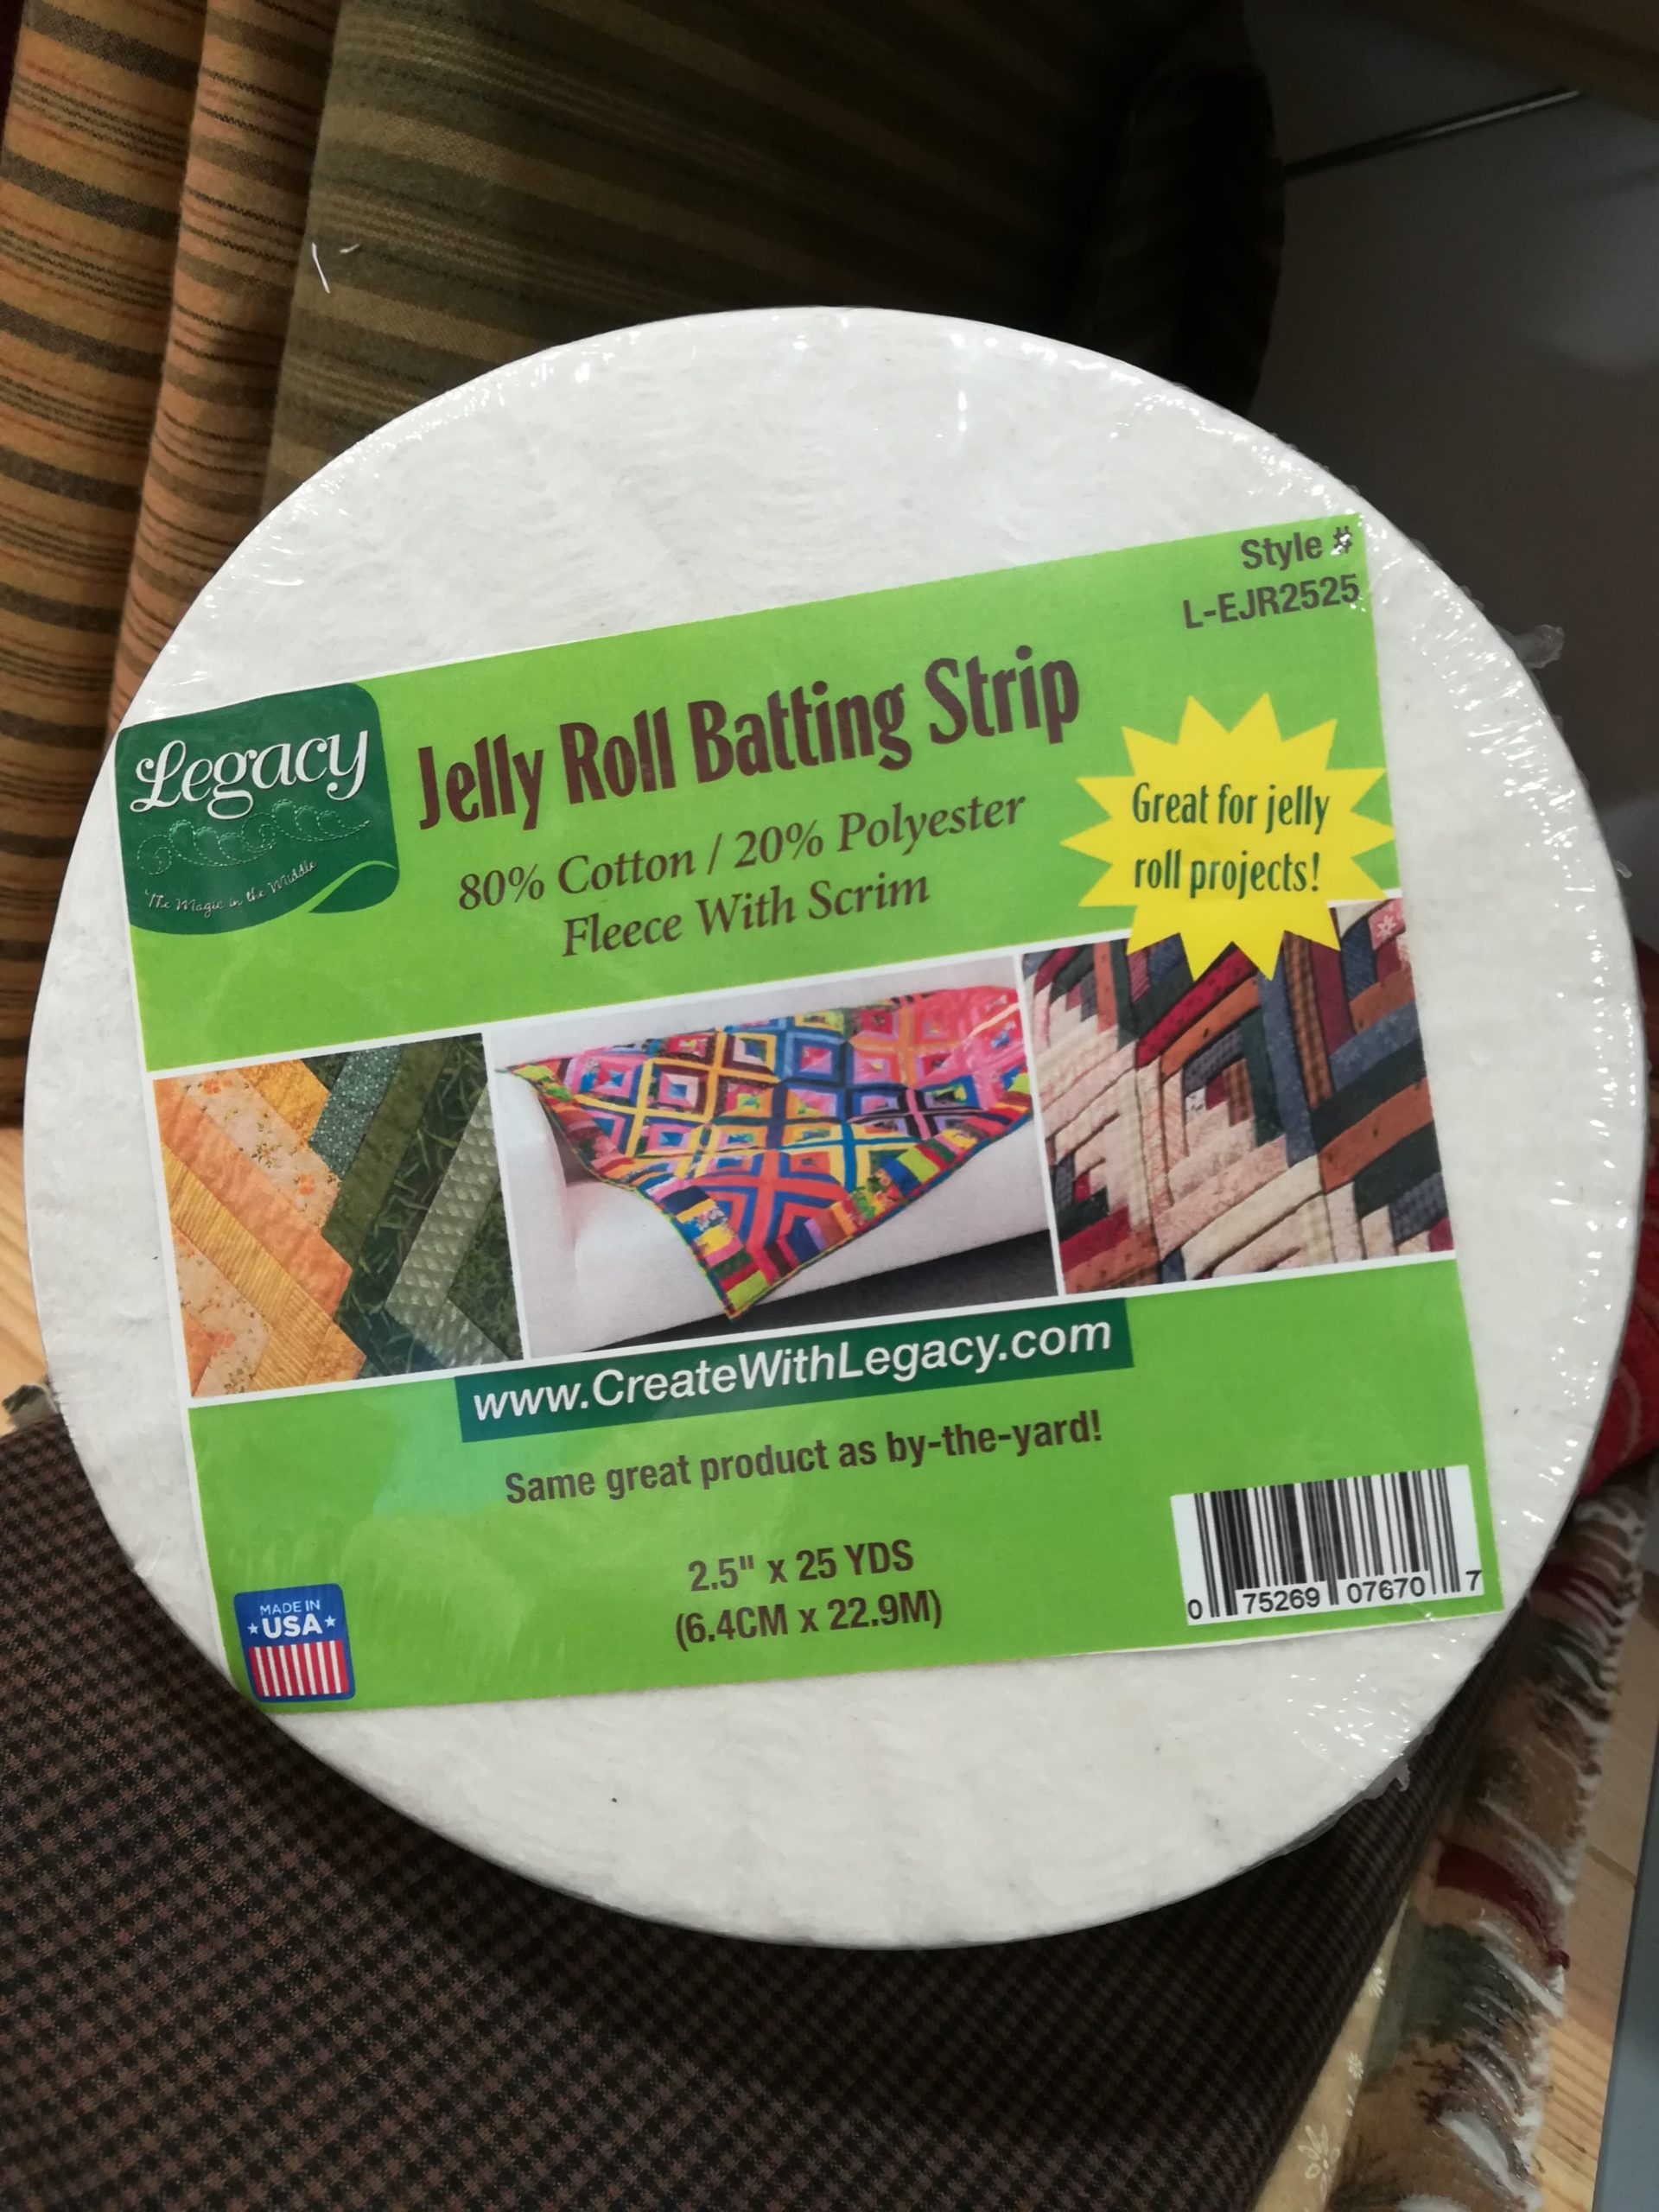 Style #
L-EJR2525
Legacy
The Magic in the Middle
Jelly Roll Batting Strip
80% Cotton / 20% Polyester
Fleece With Scrim
Great for jelly
roll projects!
www.CreateWithLegacy.com
Same great product as by-the-yard!
2.5" x 25 YDS
(6.4CM x 22.9M)
MADE IN
USA
0 75269 07670 7